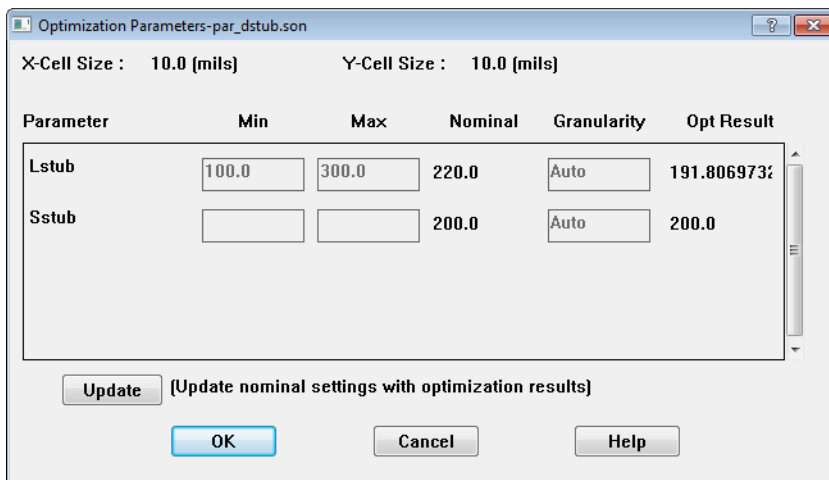 Optimization Parameters-par_dstub.son
X-Cell Size : 10.0 (mils) Y-Cell Size : 10.0 (mils)
Parameter Min Max Nominal Granularity Opt Result
Lstub 100.0 300.0 220.0 Auto 191.8069732
Sstub 200.0 Auto 200.0
Update (Update nominal settings with optimization results)
OK Cancel Help